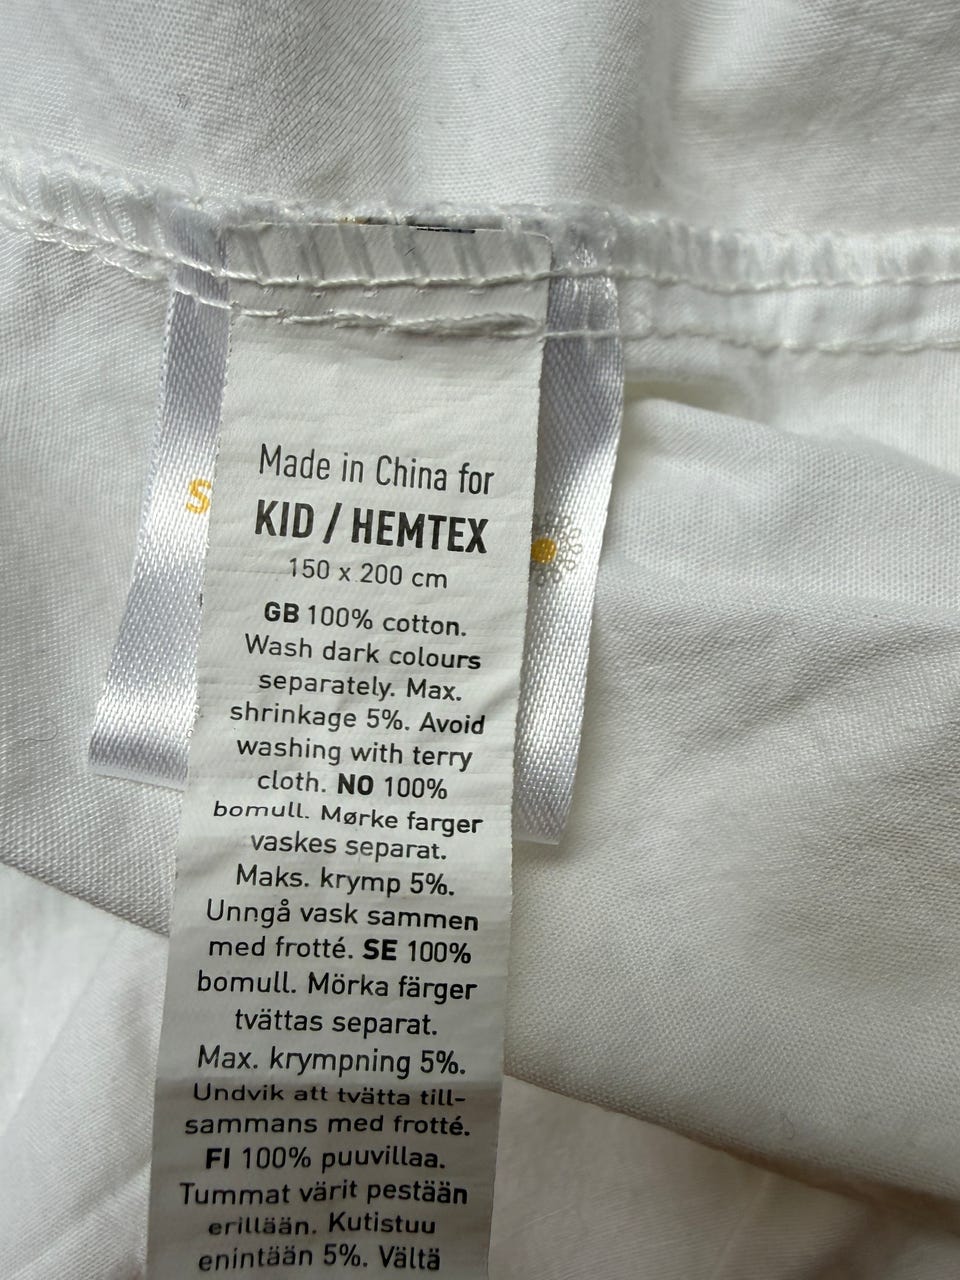 Made in China for
KID / HEMTEX
150 x 200 cm
GB 100% cotton.
Wash dark colours
separately. Max.
shrinkage 5%. Avoid
washing with terry
cloth. NO 100%
bomull. Mørke farger
vaskes separat.
Maks. krymp 5%.
Unngå vask sammen
med frotté. SE 100%
bomull. Mörka färger
tvättas separat.
Max. krympning 5%.
Undvik att tvätta till-
sammans med frotté.
FI 100% puuvillaa.
Tummat värit pestään
erillään. Kutistuu
enintään 5%. Vältä